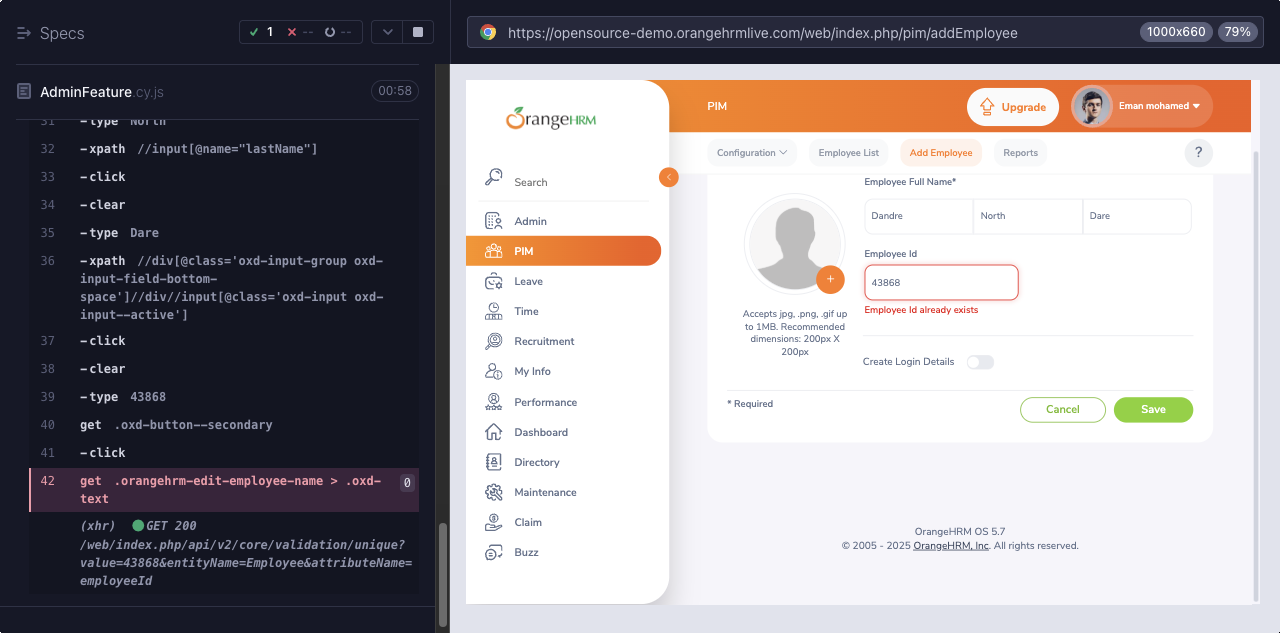 Specs
1
--
--
https://opensource-demo.orangehrmlive.com/web/index.php/pim/addEmployee
1000x660
79%
AdminFeature.cy.js
00:58
31 -type North
32 -xpath //input[@name="lastName"]
33 -click
34 -clear
35 -type Dare
36 -xpath //div[@class='oxd-input-group oxd-
input-field-bottom-
space']//div//input[@class='oxd-input oxd-
input--active']
37 -click
38 -clear
39 -type 43868
40 get .oxd-button--secondary
41 -click
42 get .orangehrm-edit-employee-name > .oxd-
text
0
(xhr) GET 200
/web/index.php/api/v2/core/validation/unique?
value=43868&entityName=Employee&attributeName=
employeeId
OrangeHRM
Search
Admin
PIM
Leave
Time
Recruitment
My Info
Performance
Dashboard
Directory
Maintenance
Claim
Buzz
PIM
Upgrade
Eman mohamed
Configuration
Employee List
Add Employee
Reports
?
Employee Full Name*
Dandre
North
Dare
Employee Id
43868
Employee Id already exists
+
Accepts jpg, .png, .gif up
to 1MB. Recommended
dimensions: 200px X
200px
Create Login Details
* Required
Cancel
Save
OrangeHRM OS 5.7
© 2005 - 2025 OrangeHRM, Inc. All rights reserved.